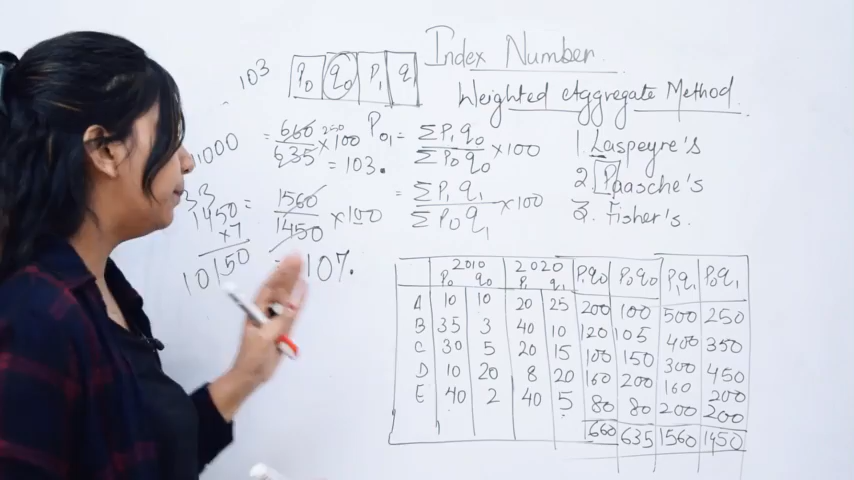 Index Number
Weighted Aggregate Method
103
P0 q0 P1 q1
P01 = ΣP1q0 / ΣP0q0 ×100
= 660 / 635 ×100
= 103.
= ΣP1q1 / ΣP0q1 ×100
= 1560 / 1450 ×100
107%.
1. Laspeyre's
2. Paasche's
3. Fisher's.
1000
33
1450
×7
10150
2010 2020
P0 q0 P1 q1 P1q0 P0q0 P1q1 P0q1
A 10 10 20 25 200 100 500 250
B 35 3 40 10 120 105 400 350
C 30 5 20 15 100 150 300 450
D 10 20 8 20 160 200 160 200
E 40 2 40 5 80 80 200 200
660 635 1560 1450